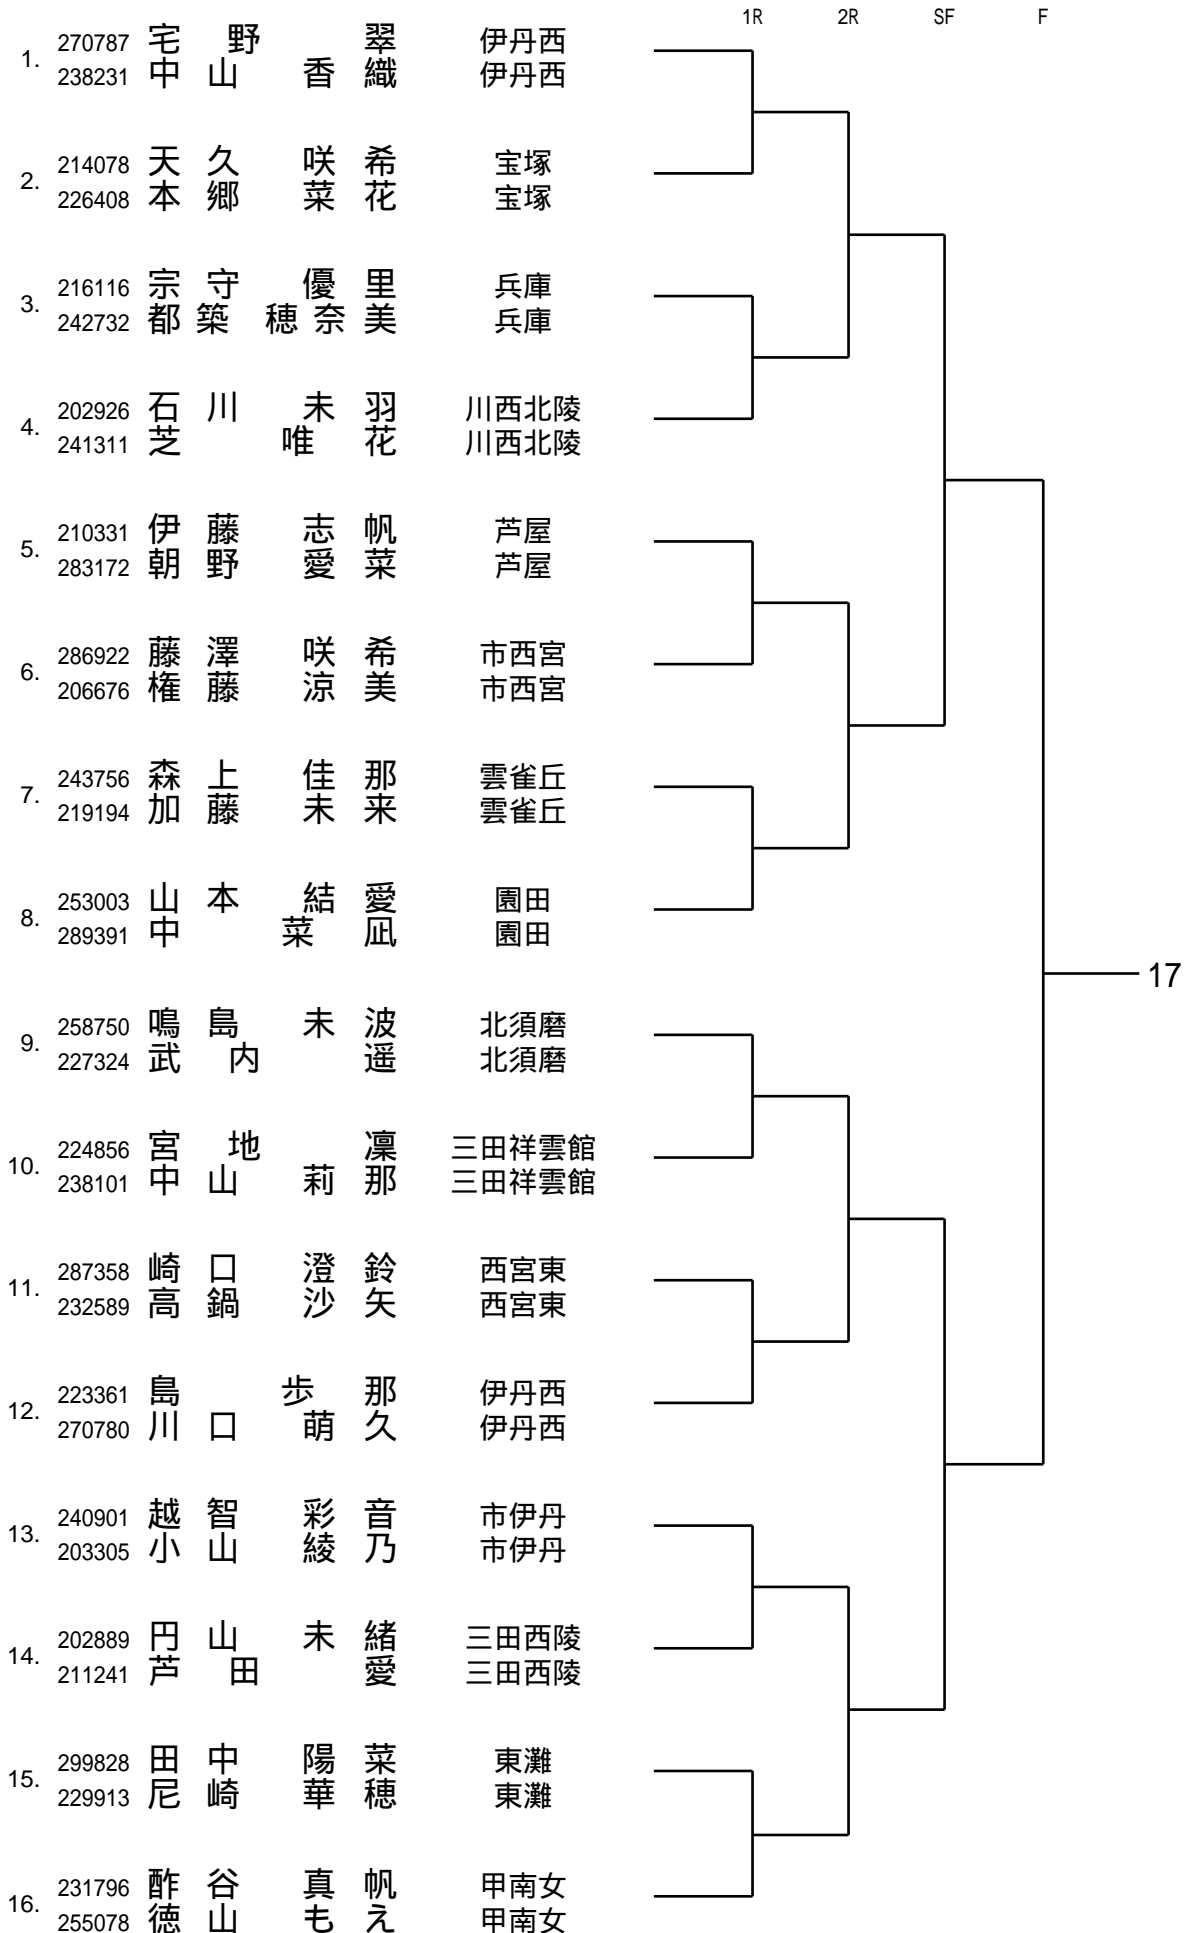 1R 2R SF F
1.
270787 宅野 翠 伊丹西
238231 中山 香織 伊丹西
2.
214078 天久 咲希 宝塚
226408 本郷 菜花 宝塚
3.
216116 宗守 優里 兵庫
242732 都築 穂奈美 兵庫
4.
202926 石川 未羽 川西北陵
241311 芝 唯花 川西北陵
5.
210331 伊藤 志帆 芦屋
283172 朝野 愛菜 芦屋
6.
286922 藤澤 咲希 市西宮
206676 権藤 涼美 市西宮
7.
243756 森上 佳那 雲雀丘
219194 加藤 未来 雲雀丘
8.
253003 山本 結愛 園田
289391 中 菜凪 園田
17
9.
258750 鳴島 未波 北須磨
227324 武内 遥 北須磨
10.
224856 宮地 凜 三田祥雲館
238101 中山 莉那 三田祥雲館
11.
287358 崎口 澄鈴 西宮東
232589 高鍋 沙矢 西宮東
12.
223361 島 歩那 伊丹西
270780 川口 萌久 伊丹西
13.
240901 越智 彩音 市伊丹
203305 小山 綾乃 市伊丹
14.
202889 円山 未緒 三田西陵
211241 芦田 愛 三田西陵
15.
299828 田中 陽菜 東灘
229913 尼崎 華穂 東灘
16.
231796 酢谷 真帆 甲南女
255078 徳山 もえ 甲南女